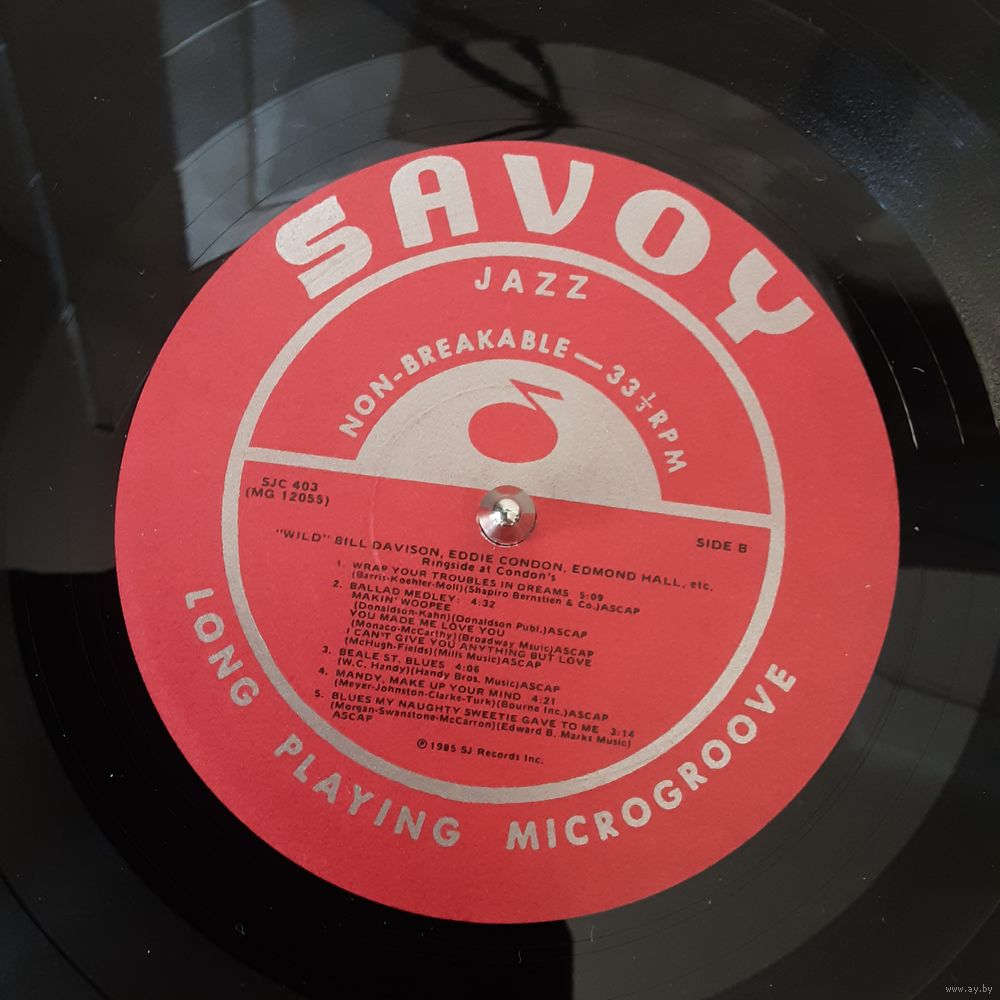 SAVOY
JAZZ
NON-BREAKABLE—33⅓RPM
SJC 403
(MG 12055)
SIDE B
"WILD" BILL DAVISON, EDDIE CONDON, EDMOND HALL, etc.
Ringside at Condon's
1. WRAP YOUR TROUBLES IN DREAMS 5:09
(Barris-Koehler-Moll)(Shapiro Bernstien & Co.)ASCAP
2. BALLAD MEDLEY: 4:32
MAKIN' WOOPEE
(Donaldson-Kahn)(Donaldson Publ.)ASCAP
YOU MADE ME LOVE YOU
(Monaco-McCarthy)(Broadway Msuic)ASCAP
I CAN'T GIVE YOU ANYTHING BUT LOVE
(McHugh-Fields)(Mills Music)ASCAP
3. BEALE ST. BLUES 4:06
(W.C. Handy)(Handy Bros. Music)ASCAP
4. MANDY, MAKE UP YOUR MIND 4:21
(Meyer-Johnston-Clarke-Turk)(Bourne Inc.)ASCAP
5. BLUES MY NAUGHTY SWEETIE GAVE TO ME 3:14
(Morgan-Swanstone-McCarron)(Edward B. Marks Music)
ASCAP
℗1985 SJ Records Inc.
LONG PLAYING MICROGROOVE
www.ay.by